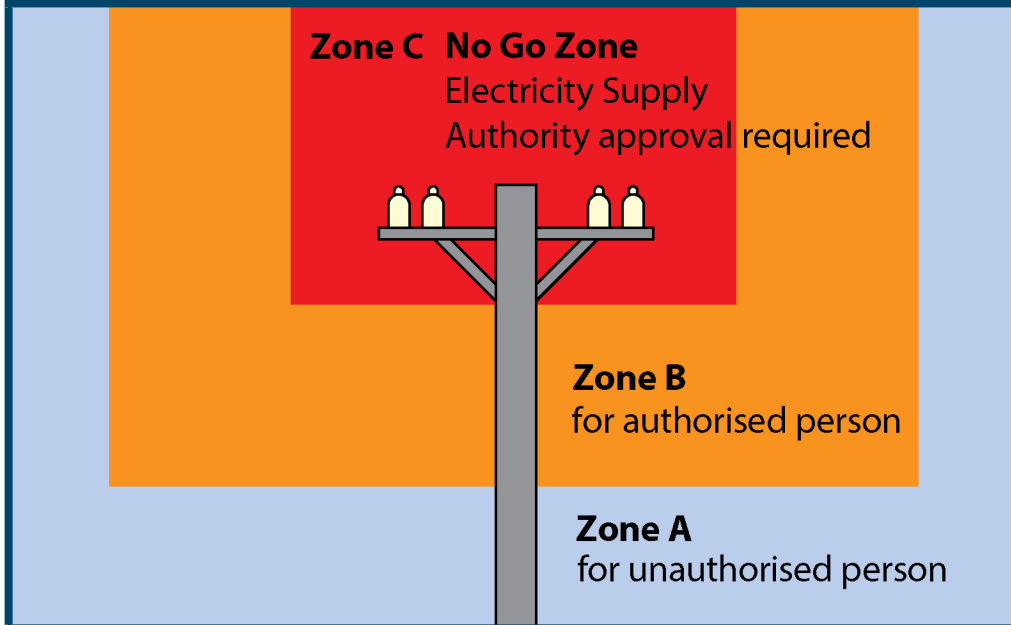 Zone C No Go Zone
Electricity Supply
Authority approval required
Zone B
for authorised person
Zone A
for unauthorised person